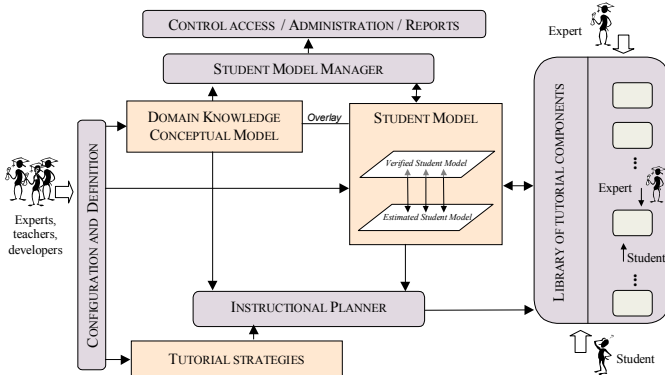 CONTROL ACCESS / ADMINISTRATION / REPORTS
Expert
STUDENT MODEL MANAGER
DOMAIN KNOWLEDGE
CONCEPTUAL MODEL
Overlay
STUDENT MODEL
Verified Student Model
Estimated Student Model
Experts,
teachers,
developers
CONFIGURATION AND DEFINITION
LIBRARY OF TUTORIAL COMPONENTS
...
Expert
Student
...
INSTRUCTIONAL PLANNER
TUTORIAL STRATEGIES
Student